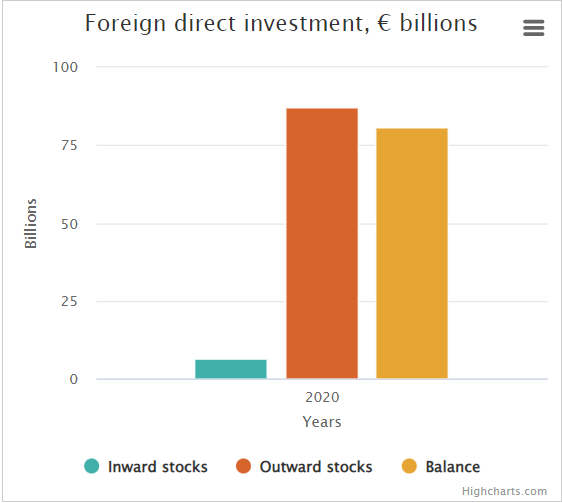 Foreign direct investment, € billions
100
75
50
25
0
Billions
2020
Years
Inward stocks Outward stocks Balance
Highcharts.com